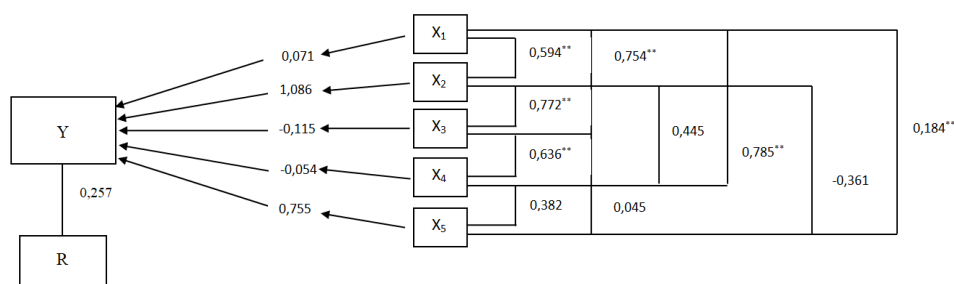 X1
0,594**
0,754**
0,071
X2
1,086
0,772**
Y
-0,115
X3
0,445
0,184**
0,636**
0,785**
-0,054
X4
-0,361
0,257
0,755
0,382
0,045
X5
R